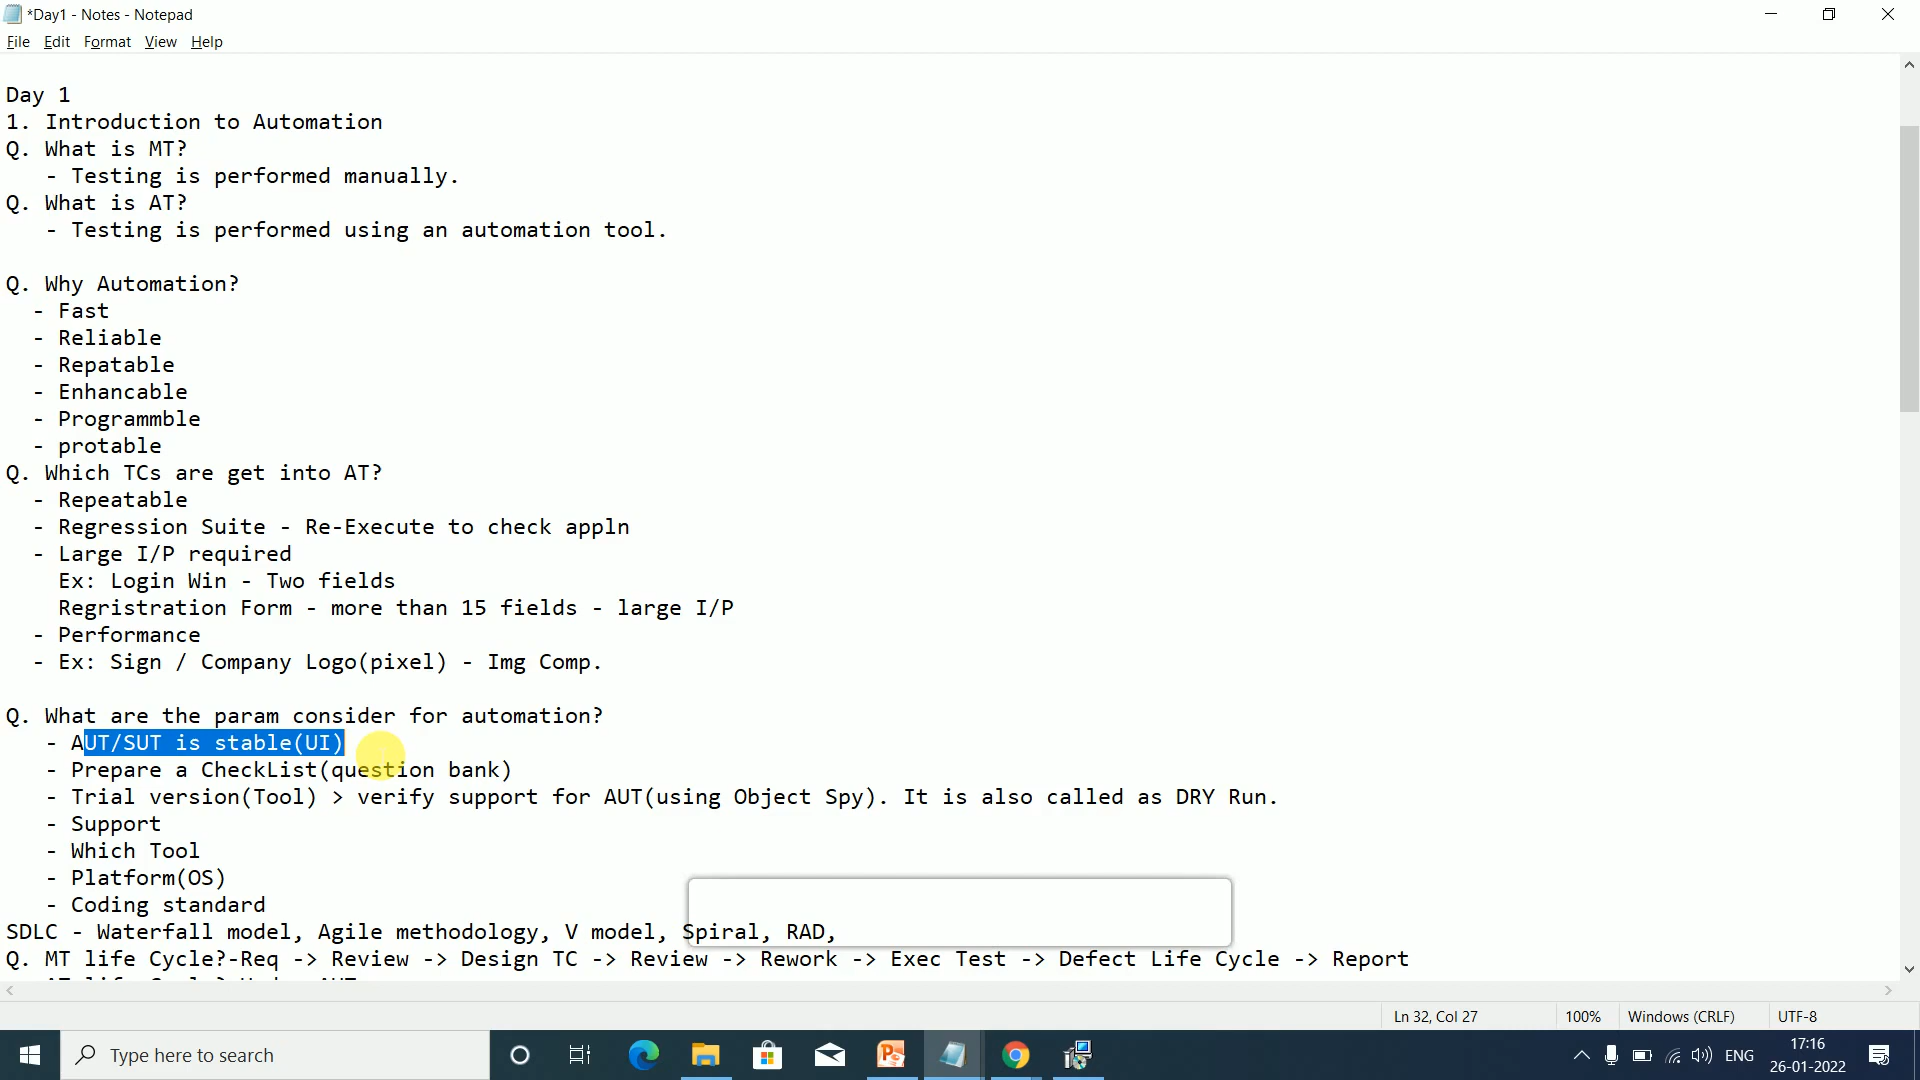 *Day1 - Notes - Notepad
File Edit Format View Help
Day 1
1. Introduction to Automation
Q. What is MT?
- Testing is performed manually.
Q. What is AT?
- Testing is performed using an automation tool.
Q. Why Automation?
- Fast
- Reliable
- Repatable
- Enhancable
- Programmble
- protable
Q. Which TCs are get into AT?
- Repeatable
- Regression Suite - Re-Execute to check appln
- Large I/P required
Ex: Login Win - Two fields
Regristration Form - more than 15 fields - large I/P
- Performance
- Ex: Sign / Company Logo(pixel) - Img Comp.
Q. What are the param consider for automation?
- AUT/SUT is stable(UI)
- Prepare a CheckList(question bank)
- Trial version(Tool) > verify support for AUT(using Object Spy). It is also called as DRY Run.
- Support
- Which Tool
- Platform(OS)
- Coding standard
SDLC - Waterfall model, Agile methodology, V model, Spiral, RAD,
Q. MT life Cycle?-Req -> Review -> Design TC -> Review -> Rework -> Exec Test -> Defect Life Cycle -> Report
Ln 32, Col 27 100% Windows (CRLF) UTF-8
Type here to search
ENG
17:16
26-01-2022